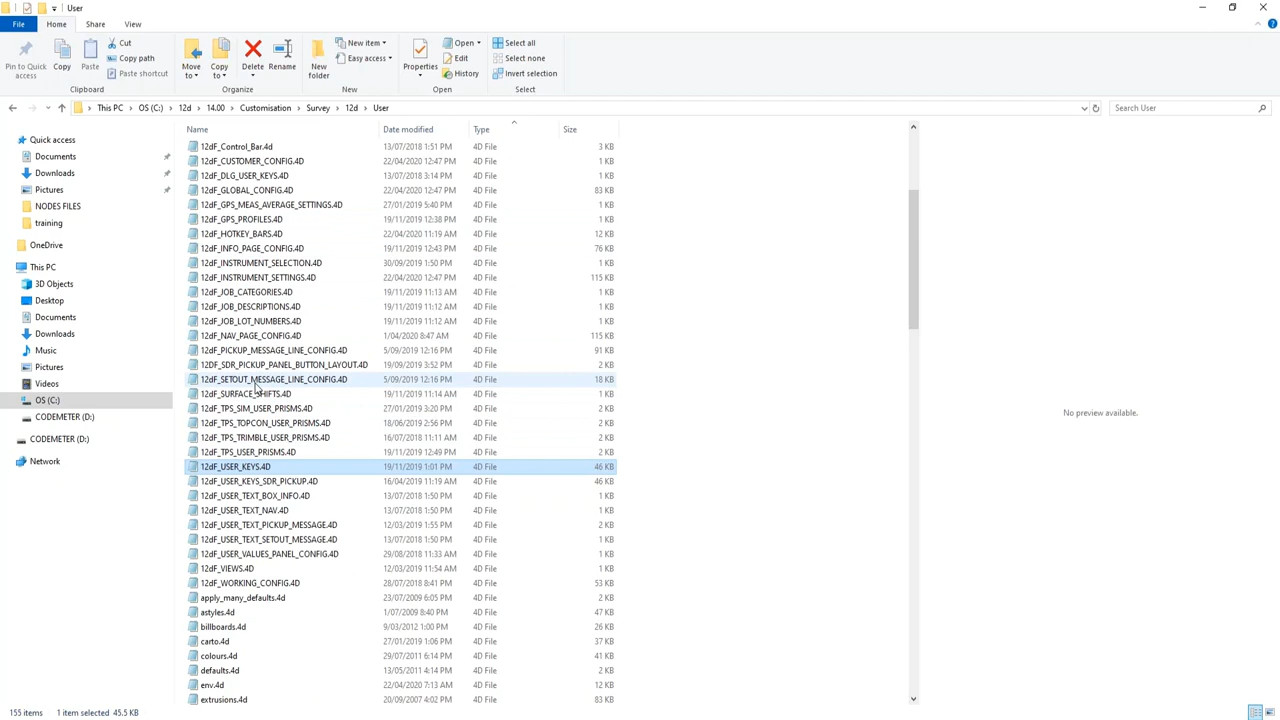 User
File Home Share View
Pin to Quick access
Copy
Paste
Cut
Copy path
Paste shortcut
Clipboard
Move to
Copy to
Delete
Rename
Organize
New folder
New item
Easy access
New
Properties
Open
Edit
History
Open
Select all
Select none
Invert selection
Select
This PC OS (C:) 12d 14.00 Customisation Survey 12d User
Search User
Quick access
Documents
Downloads
Pictures
NODES FILES
training
OneDrive
This PC
3D Objects
Desktop
Documents
Downloads
Music
Pictures
Videos
OS (C:)
CODEMETER (D:)
CODEMETER (D:)
Network
Name Date modified Type Size
12dF_Control_Bar.4d 13/07/2018 1:51 PM 4D File 3 KB
12dF_CUSTOMER_CONFIG.4D 22/04/2020 12:47 PM 4D File 1 KB
12dF_DLG_USER_KEYS.4D 13/07/2018 3:14 PM 4D File 1 KB
12dF_GLOBAL_CONFIG.4D 22/04/2020 12:47 PM 4D File 83 KB
12dF_GPS_MEAS_AVERAGE_SETTINGS.4D 27/01/2019 5:40 PM 4D File 1 KB
12dF_GPS_PROFILES.4D 19/11/2019 12:38 PM 4D File 1 KB
12dF_HOTKEY_BARS.4D 22/04/2020 11:19 AM 4D File 12 KB
12dF_INFO_PAGE_CONFIG.4D 19/11/2019 12:43 PM 4D File 76 KB
12dF_INSTRUMENT_SELECTION.4D 30/09/2019 1:50 PM 4D File 1 KB
12dF_INSTRUMENT_SETTINGS.4D 22/04/2020 12:47 PM 4D File 115 KB
12dF_JOB_CATEGORIES.4D 19/11/2019 11:13 AM 4D File 1 KB
12dF_JOB_DESCRIPTIONS.4D 19/11/2019 11:12 AM 4D File 1 KB
12dF_JOB_LOT_NUMBERS.4D 19/11/2019 11:12 AM 4D File 1 KB
12dF_NAV_PAGE_CONFIG.4D 1/04/2020 8:47 AM 4D File 115 KB
12dF_PICKUP_MESSAGE_LINE_CONFIG.4D 5/09/2019 12:16 PM 4D File 91 KB
12DF_SDR_PICKUP_PANEL_BUTTON_LAYOUT.4D 19/09/2019 3:52 PM 4D File 2 KB
12dF_SETOUT_MESSAGE_LINE_CONFIG.4D 5/09/2019 12:16 PM 4D File 18 KB
12dF_SURFACE_SHIFTS.4D 19/11/2019 11:14 AM 4D File 1 KB
12dF_TPS_SIM_USER_PRISMS.4D 27/01/2019 3:20 PM 4D File 2 KB
12dF_TPS_TOPCON_USER_PRISMS.4D 18/06/2019 2:56 PM 4D File 2 KB
12dF_TPS_TRIMBLE_USER_PRISMS.4D 16/07/2018 11:11 AM 4D File 2 KB
12dF_TPS_USER_PRISMS.4D 19/11/2019 12:49 PM 4D File 2 KB
12dF_USER_KEYS.4D 19/11/2019 1:01 PM 4D File 46 KB
12dF_USER_KEYS_SDR_PICKUP.4D 16/04/2019 11:19 AM 4D File 46 KB
12dF_USER_TEXT_BOX_INFO.4D 13/07/2018 1:50 PM 4D File 1 KB
12dF_USER_TEXT_NAV.4D 13/07/2018 1:50 PM 4D File 1 KB
12dF_USER_TEXT_PICKUP_MESSAGE.4D 12/03/2019 1:55 PM 4D File 2 KB
12dF_USER_TEXT_SETOUT_MESSAGE.4D 13/07/2018 1:50 PM 4D File 1 KB
12dF_USER_VALUES_PANEL_CONFIG.4D 29/08/2018 11:33 AM 4D File 1 KB
12dF_VIEWS.4D 12/03/2019 11:54 AM 4D File 1 KB
12dF_WORKING_CONFIG.4D 28/07/2018 8:41 PM 4D File 53 KB
apply_many_defaults.4d 23/07/2009 6:05 PM 4D File 2 KB
astyles.4d 1/07/2009 8:40 PM 4D File 47 KB
billboards.4d 9/03/2012 1:00 PM 4D File 26 KB
carto.4d 27/01/2019 1:06 PM 4D File 37 KB
colours.4d 29/07/2011 6:14 PM 4D File 41 KB
defaults.4d 13/05/2011 4:14 PM 4D File 2 KB
env.4d 22/04/2020 7:13 AM 4D File 12 KB
extrusions.4d 20/09/2007 4:02 PM 4D File 83 KB
No preview available.
155 items 1 item selected 45.5 KB